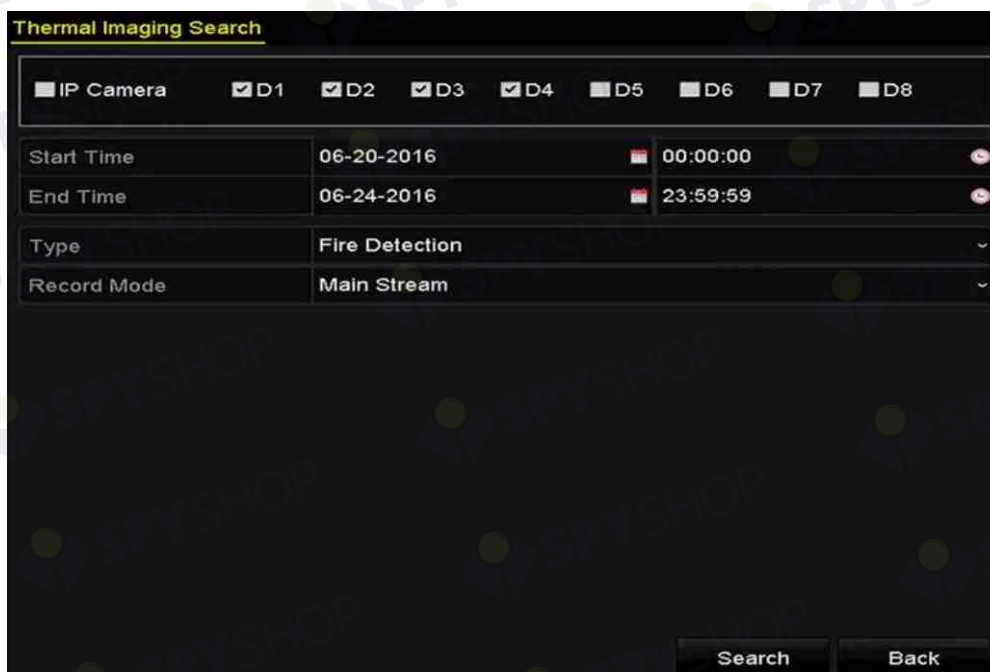 Thermal Imaging Search
IP Camera D1 D2 D3 D4 D5 D6 D7 D8
Start Time 06-20-2016 00:00:00
End Time 06-24-2016 23:59:59
Type Fire Detection
Record Mode Main Stream
SPYSHOP
Search Back